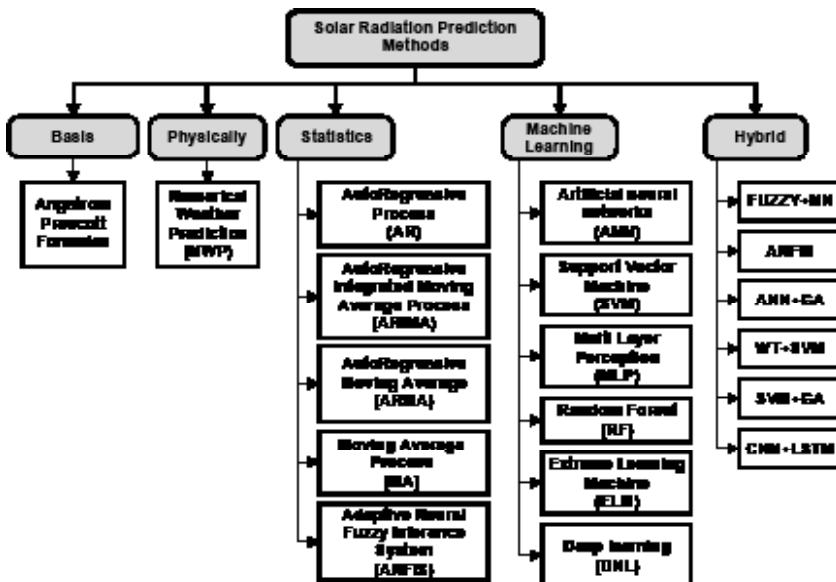 Solar Radiation Prediction
Methods
Basis
Physically
Statistics
Machine
Learning
Hybrid
Angstrom
Prescott
Formulas
Numerical
Weather
Prediction
(NWP)
AutoRegressive
Process
(AR)
AutoRegressive
Integrated Moving
Average Process
(ARIMA)
AutoRegressive
Moving Average
(ARMA)
Moving Average
Process
(MA)
Adaptive Neural
Fuzzy Inference
System
(ANFIS)
Artificial neural
networks
(ANN)
Support Vector
Machine
(SVM)
Multi Layer
Perception
(MLP)
Random Forest
(RF)
Extreme Learning
Machine
(ELM)
Deep learning
FUZZY+NN
ANN+GA
WT+SVM
SVM+GA
CNN+LSTM